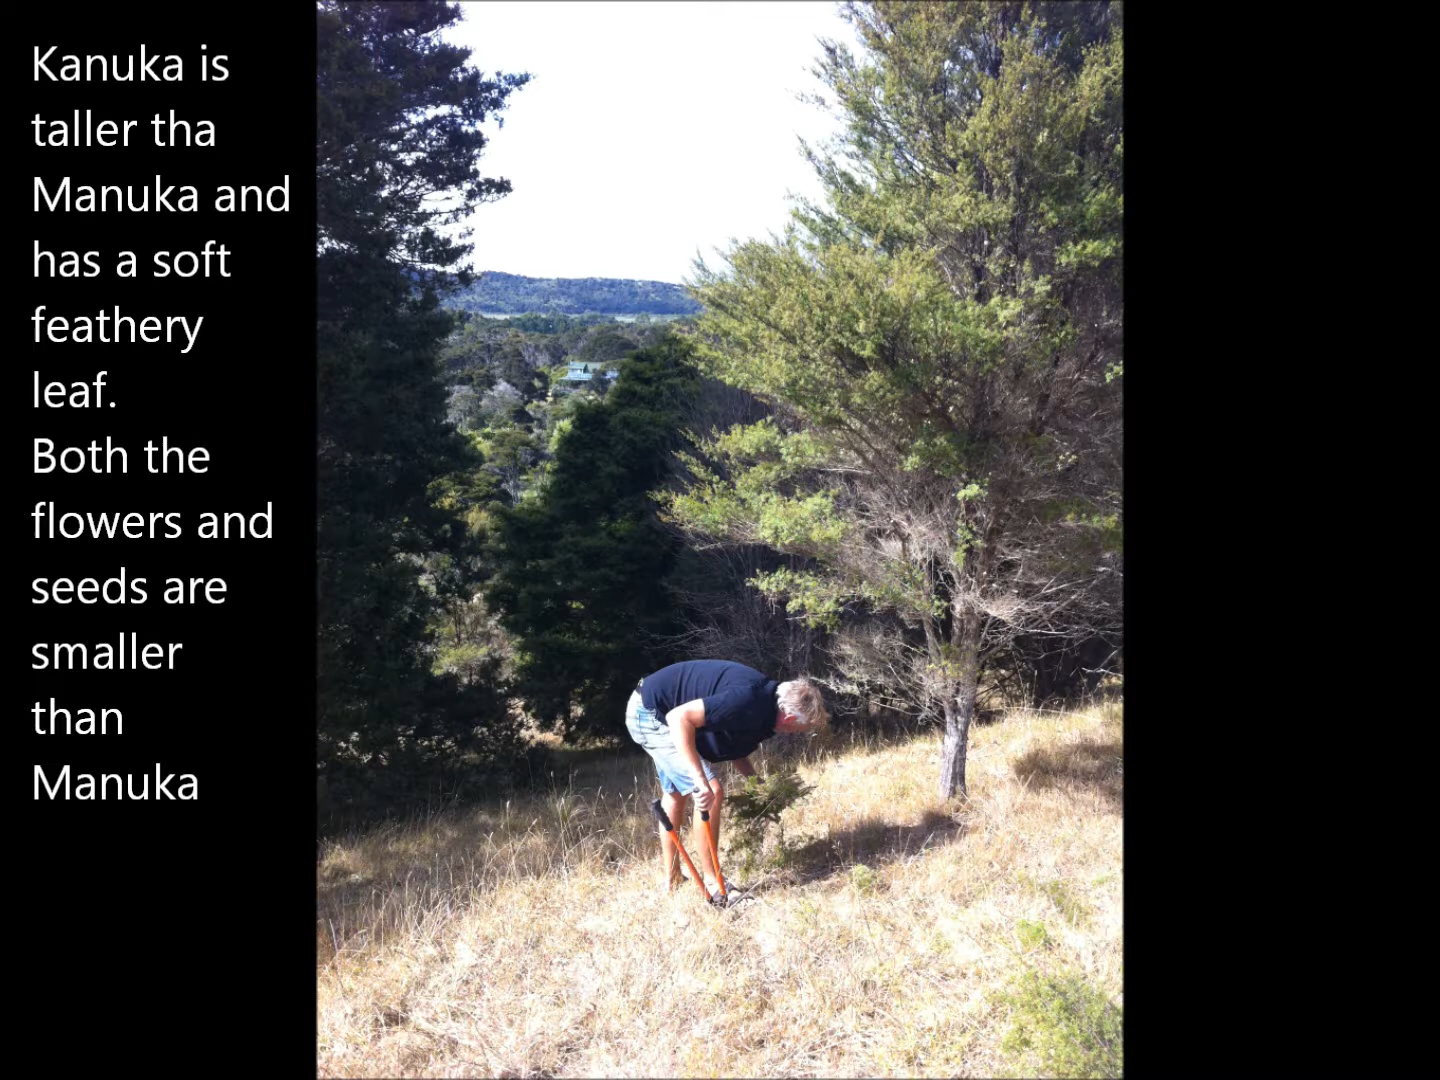 Kanuka is
taller tha
Manuka and
has a soft
feathery
leaf.
Both the
flowers and
seeds are
smaller
than
Manuka